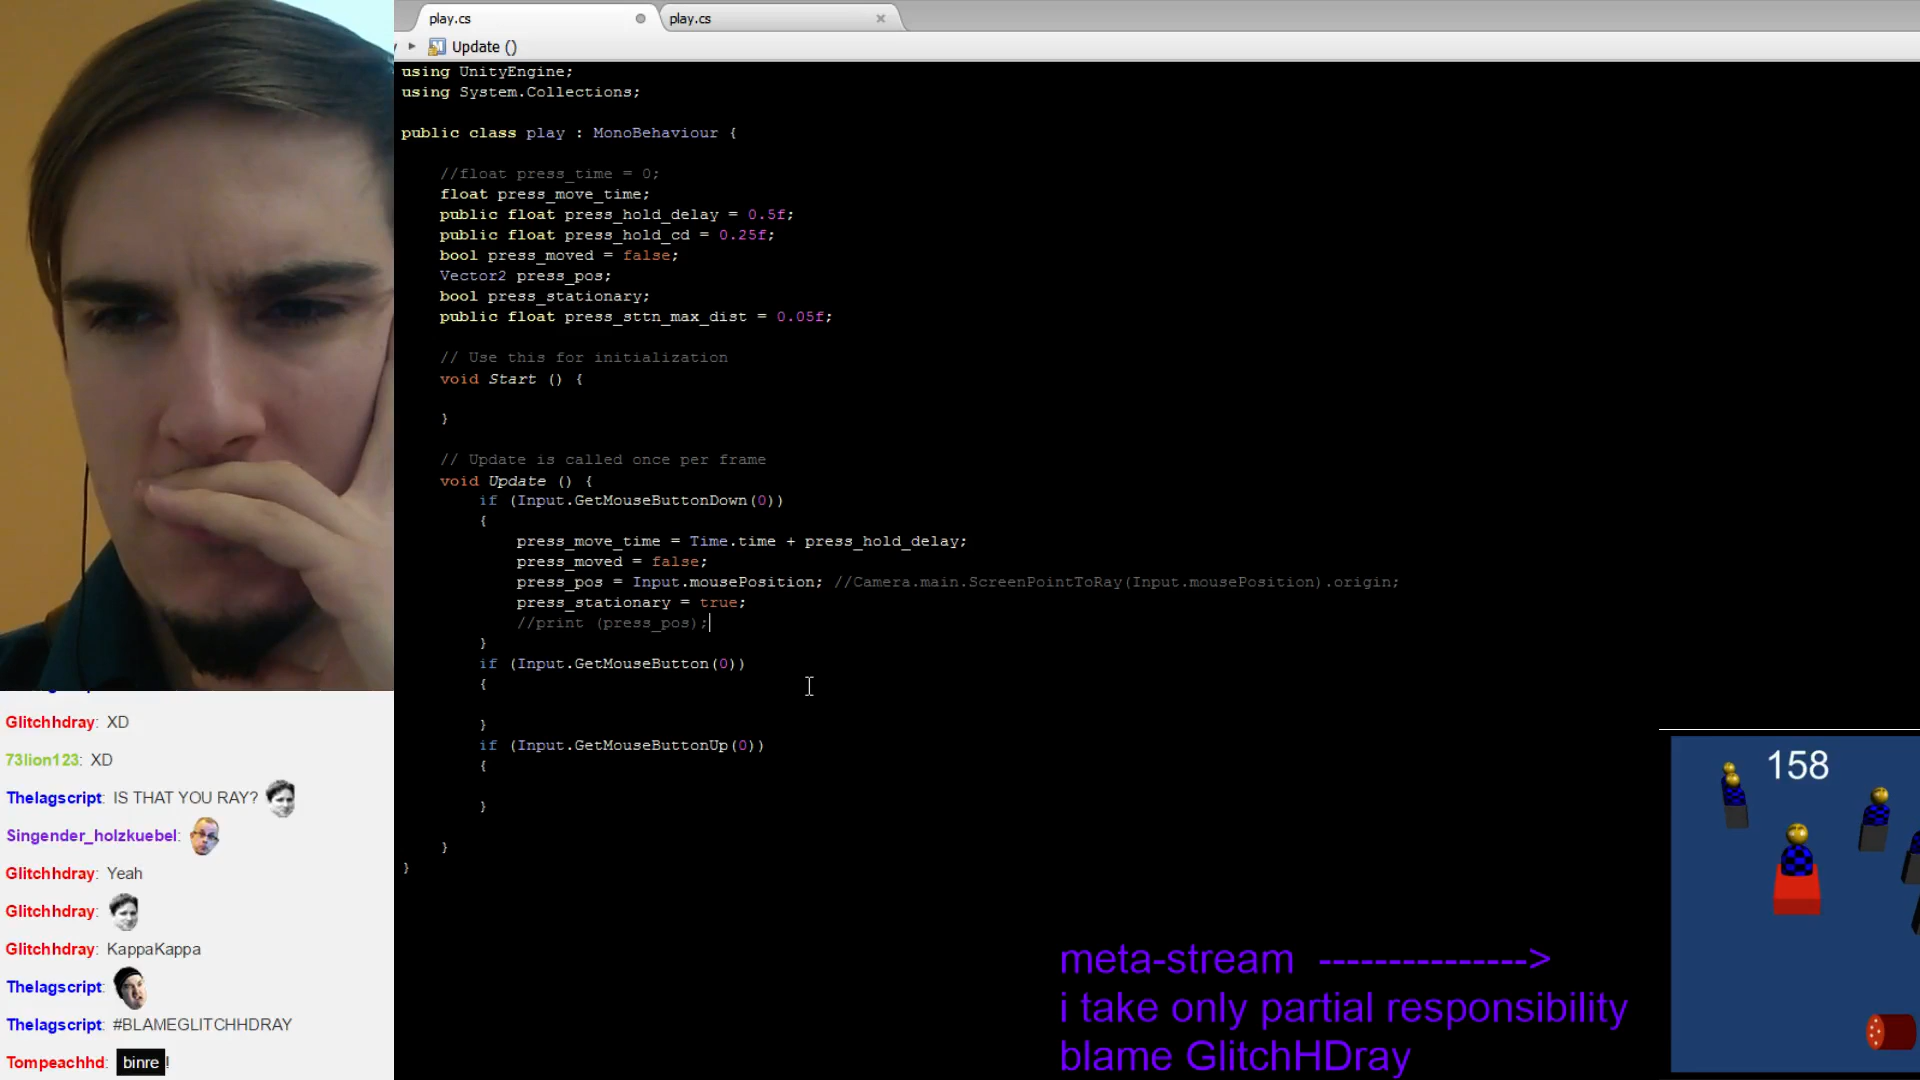 play.cs
play.cs
Update ()
using UnityEngine;
using System.Collections;
public class play : MonoBehaviour {
//float press_time = 0;
float press_move_time;
public float press_hold_delay = 0.5f;
public float press_hold_cd = 0.25f;
bool press_moved = false;
Vector2 press_pos;
bool press_stationary;
public float press_sttn_max_dist = 0.05f;
// Use this for initialization
void Start () {
}
// Update is called once per frame
void Update () {
if (Input.GetMouseButtonDown(0))
{
press_move_time = Time.time + press_hold_delay;
press_moved = false;
press_pos = Input.mousePosition; //Camera.main.ScreenPointToRay(Input.mousePosition).origin;
press_stationary = true;
//print (press_pos);
}
if (Input.GetMouseButton(0))
{
}
if (Input.GetMouseButtonUp(0))
{
}
}
}
Glitchhdray: XD
73lion123: XD
Thelagscript: IS THAT YOU RAY?
Singender_holzkuebel:
Glitchhdray: Yeah
Glitchhdray:
Glitchhdray: KappaKappa
Thelagscript:
Thelagscript: #BLAMEGLITCHHDRAY
Tompeachhd: binre !
158
meta-stream --------------->
i take only partial responsibility
blame GlitchHDray